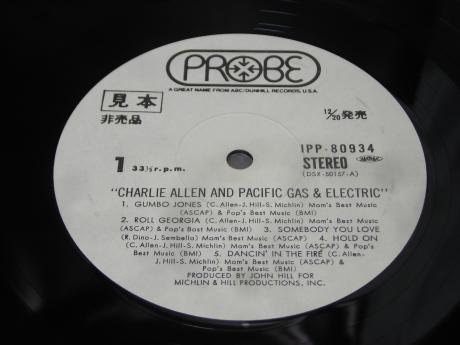 PROBE
A GREAT NAME FROM ABC/DUNHILL RECORDS, U.S.A.
見本
非売品
12/20発売
1 33⅓ r.p.m.
IPP-80934
STEREO
(DSX-50157-A)
"CHARLIE ALLEN AND PACIFIC GAS & ELECTRIC"
1. GUMBO JONES (C. Allen-J. Hill-S. Michlin) Mom's Best Music
(ASCAP) & Pop's Best Music (BMI)
2. ROLL GEORGIA (C. Allen-J. Hill-S. Michlin) Mom's Best Music
(ASCAP) & Pop's Bost Music (BMI) 3. SOMEBODY YOU LOVE
(R. Dino-J. Sembello) Mom's Best Music (ASCAP) 4. HOLD ON
(C. Allen-J. Hill-S. Michlin) Mom's Best Music (ASCAP) & Pop's
Best Music (BMI) 5. DANCIN' IN THE FIRE (C. Allen-
J. Hill-S. Michlin) Mom's Best Music (ASCAP) &
Pop's Best Music (BMI)
PRODUCED BY JOHN HILL FOR
MICHLIN & HILL PRODUCTIONS, INC.